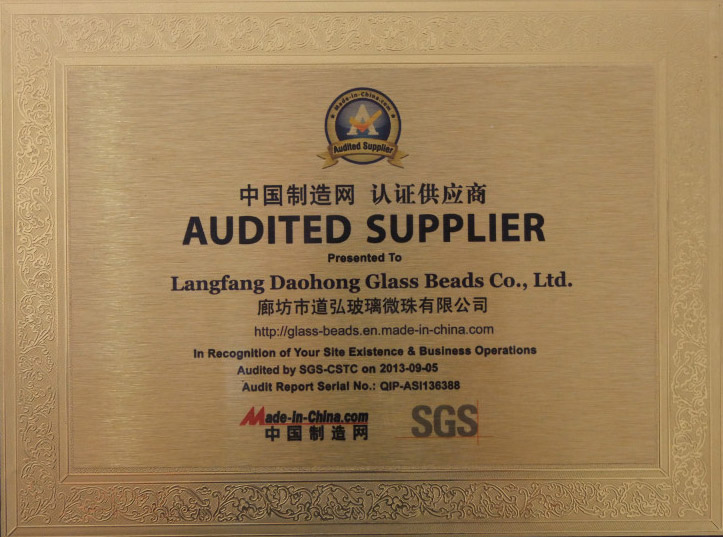 Made-in-China.com
A
Audited Supplier
中国制造网 认证供应商
AUDITED SUPPLIER
Presented To
Langfang Daohong Glass Beads Co., Ltd.
廊坊市道弘玻璃微珠有限公司
http://glass-beads.en.made-in-china.com
In Recognition of Your Site Existence & Business Operations
Audited by SGS-CSTC on 2013-09-05
Audit Report Serial No.: QIP-ASI136388
Made-in-China.com
中国制造网
SGS